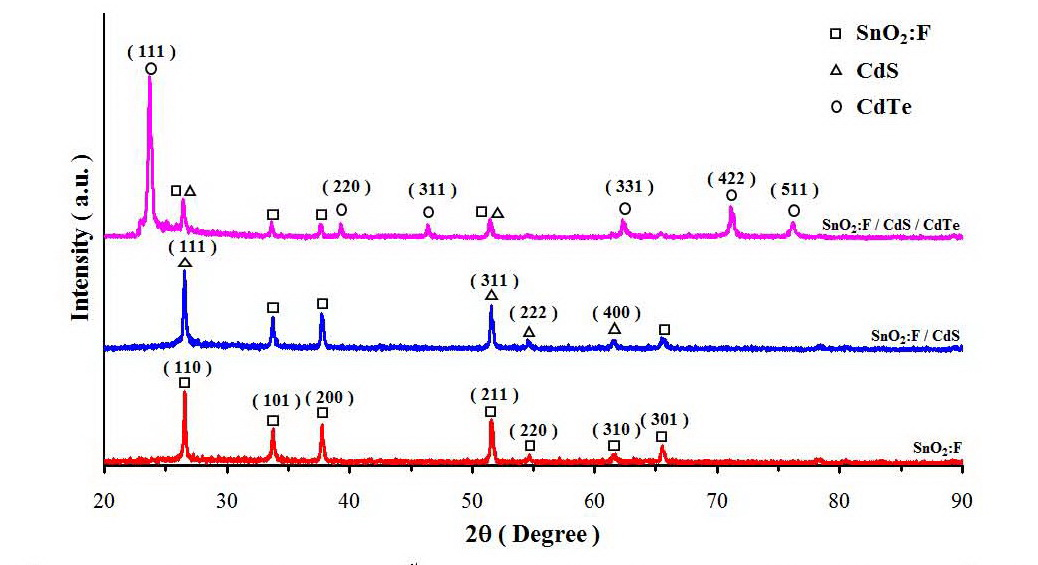 SnO₂:F
CdS
CdTe
( 111 )
( 220 )
( 311 )
( 331 )
( 422 )
( 511 )
SnO₂:F / CdS / CdTe
( 111 )
( 311 )
( 222 )
( 400 )
SnO₂:F / CdS
( 110 )
( 101 )
( 200 )
( 211 )
( 220 )
( 310 )
( 301 )
SnO₂:F
Intensity ( a.u. )
20 30 40 50 60 70 80 90
2θ ( Degree )